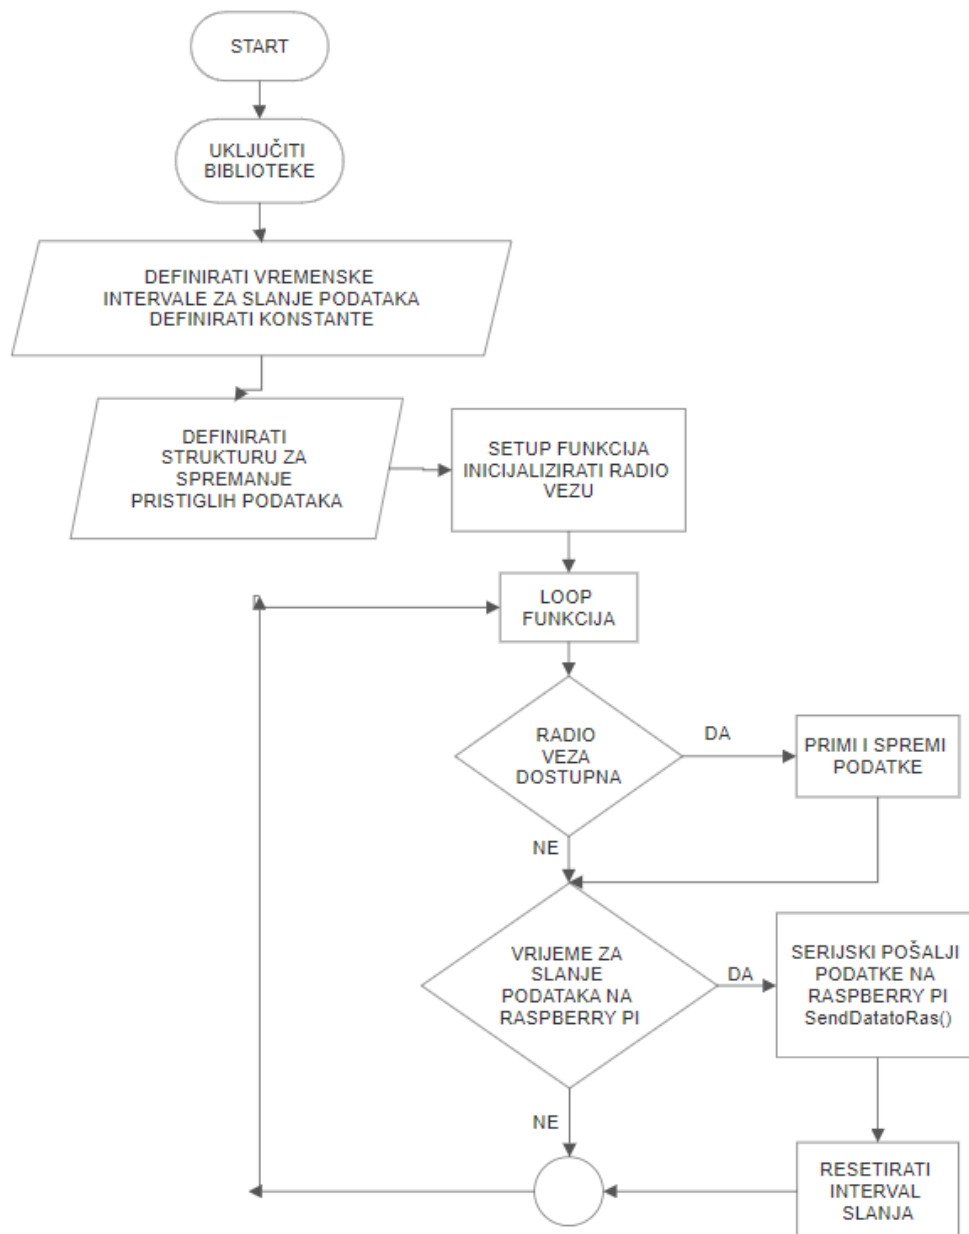 START
UKLJUČITI
BIBLIOTEKE
DEFINIRATI VREMENSKE
INTERVALE ZA SLANJE PODATAKA
DEFINIRATI KONSTANTE
DEFINIRATI
STRUKTURU ZA
SPREMANJE
PRISTIGLIH PODATAKA
SETUP FUNKCIJA
INICIJALIZIRATI RADIO
VEZU
LOOP
FUNKCIJA
RADIO
VEZA
DOSTUPNA
DA
PRIMI I SPREMI
PODATKE
NE
VRIJEME ZA
SLANJE
PODATAKA NA
RASPBERRY PI
DA
SERIJSKI POŠALJI
PODATKE NA
RASPBERRY PI
SendDatatoRas()
NE
RESETIRATI
INTERVAL
SLANJA